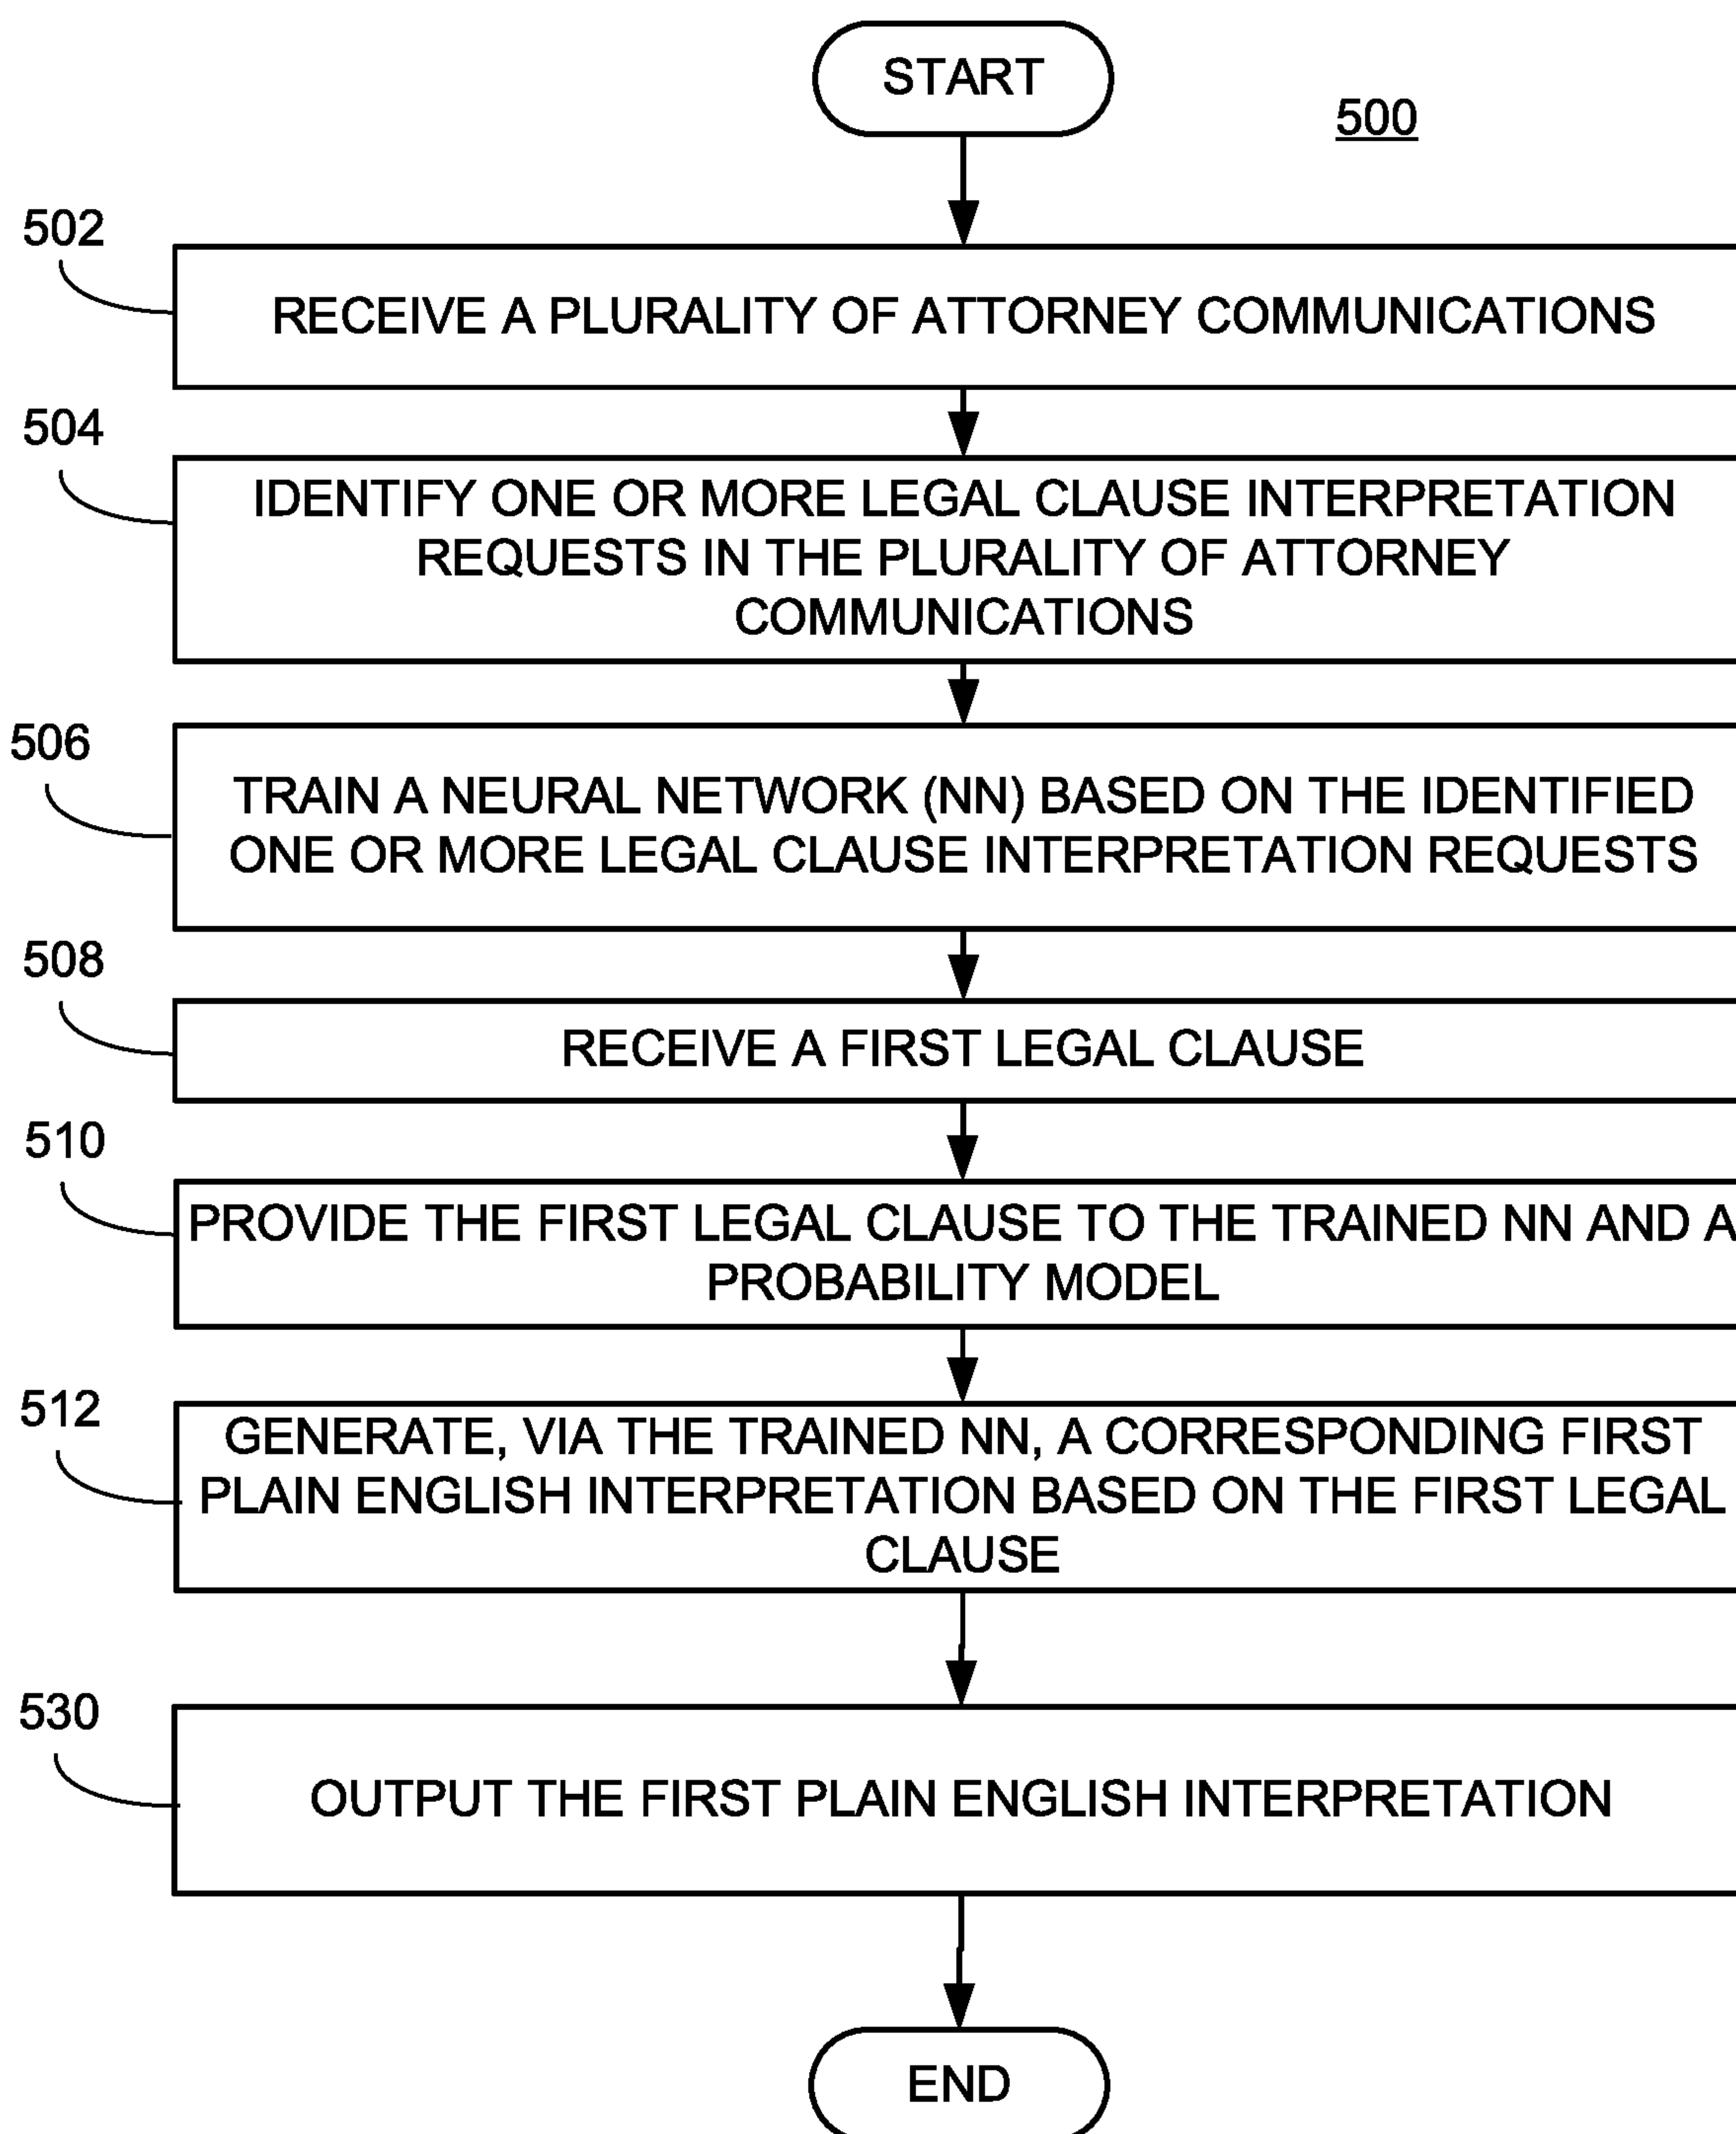 START
500
502
RECEIVE A PLURALITY OF ATTORNEY COMMUNICATIONS
504
IDENTIFY ONE OR MORE LEGAL CLAUSE INTERPRETATION
REQUESTS IN THE PLURALITY OF ATTORNEY
COMMUNICATIONS
506
TRAIN A NEURAL NETWORK (NN) BASED ON THE IDENTIFIED
ONE OR MORE LEGAL CLAUSE INTERPRETATION REQUESTS
508
RECEIVE A FIRST LEGAL CLAUSE
510
PROVIDE THE FIRST LEGAL CLAUSE TO THE TRAINED NN AND A
PROBABILITY MODEL
512
GENERATE, VIA THE TRAINED NN, A CORRESPONDING FIRST
PLAIN ENGLISH INTERPRETATION BASED ON THE FIRST LEGAL
CLAUSE
530
OUTPUT THE FIRST PLAIN ENGLISH INTERPRETATION
END